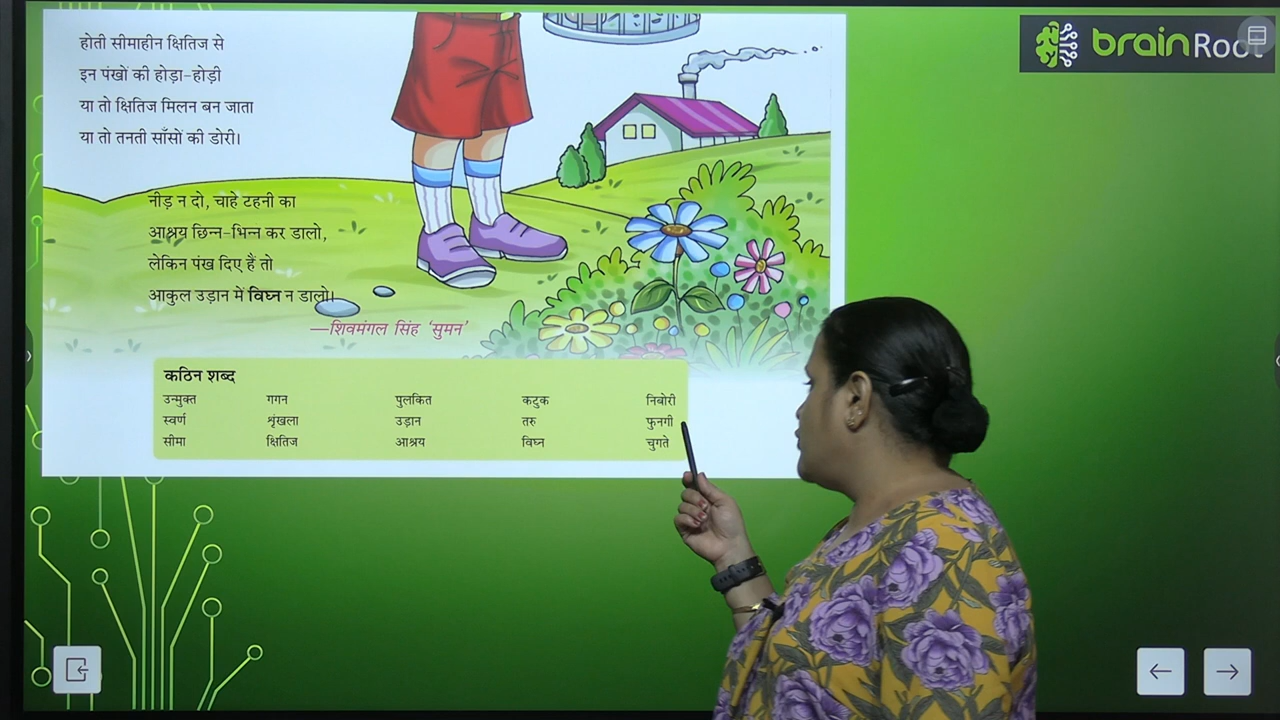 होती सीमाहीन क्षितिज से
इन पंखों की होड़ा-होड़ी
या तो क्षितिज मिलन बन जाता
या तो तनती साँसों की डोरी।
नीड़ न दो, चाहे टहनी का
आश्रय छिन्न-भिन्न कर डालो,
लेकिन पंख दिए हैं तो
आकुल उड़ान में विघ्न न डालो।
—शिवमंगल सिंह ‘सुमन’
कठिन शब्द
उन्मुक्त गगन पुलकित कटुक निबोरी
स्वर्ण शृंखला उड़ान तरु फुनगी
सीमा क्षितिज आश्रय विघ्न चुगते
brainRoot